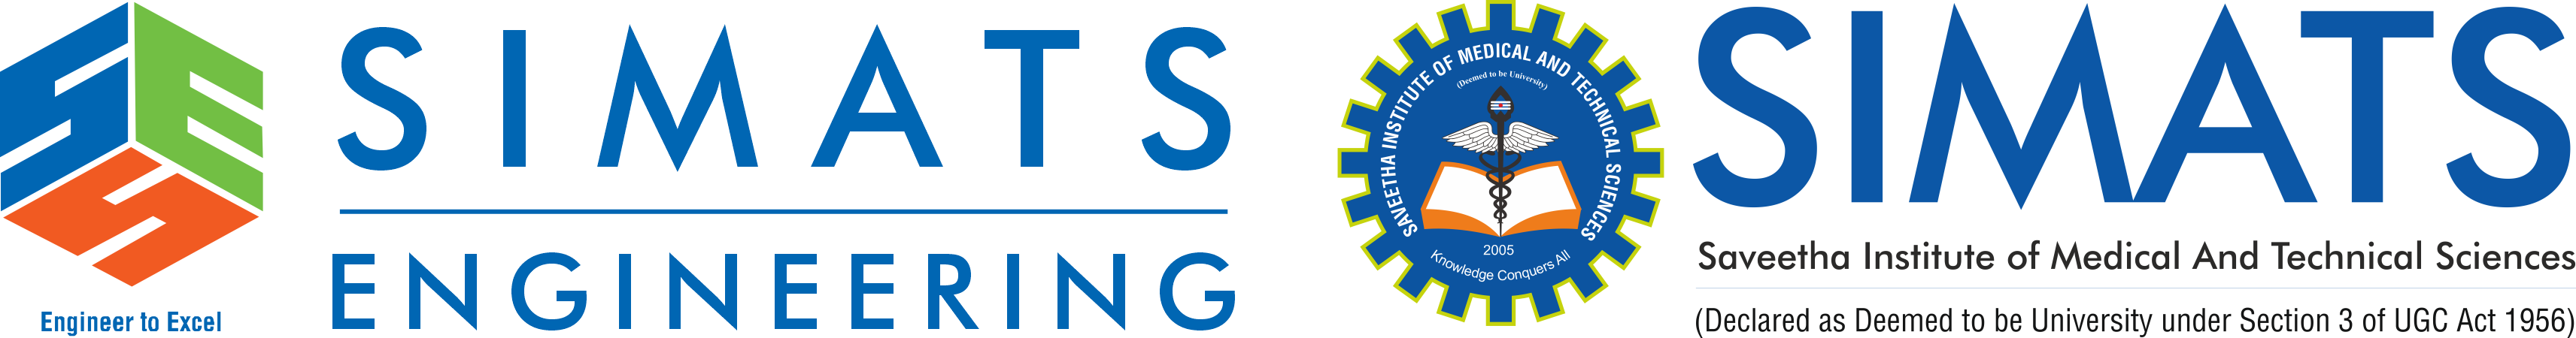 SIMATS
ENGINEERING
Engineer to Excel
SAVEETHA INSTITUTE OF MEDICAL AND TECHNICAL SCIENCES
(Deemed to be University)
2005
Knowledge Conquers All
SIMATS
Saveetha Institute of Medical And Technical Sciences
(Declared as Deemed to be University under Section 3 of UGC Act 1956)